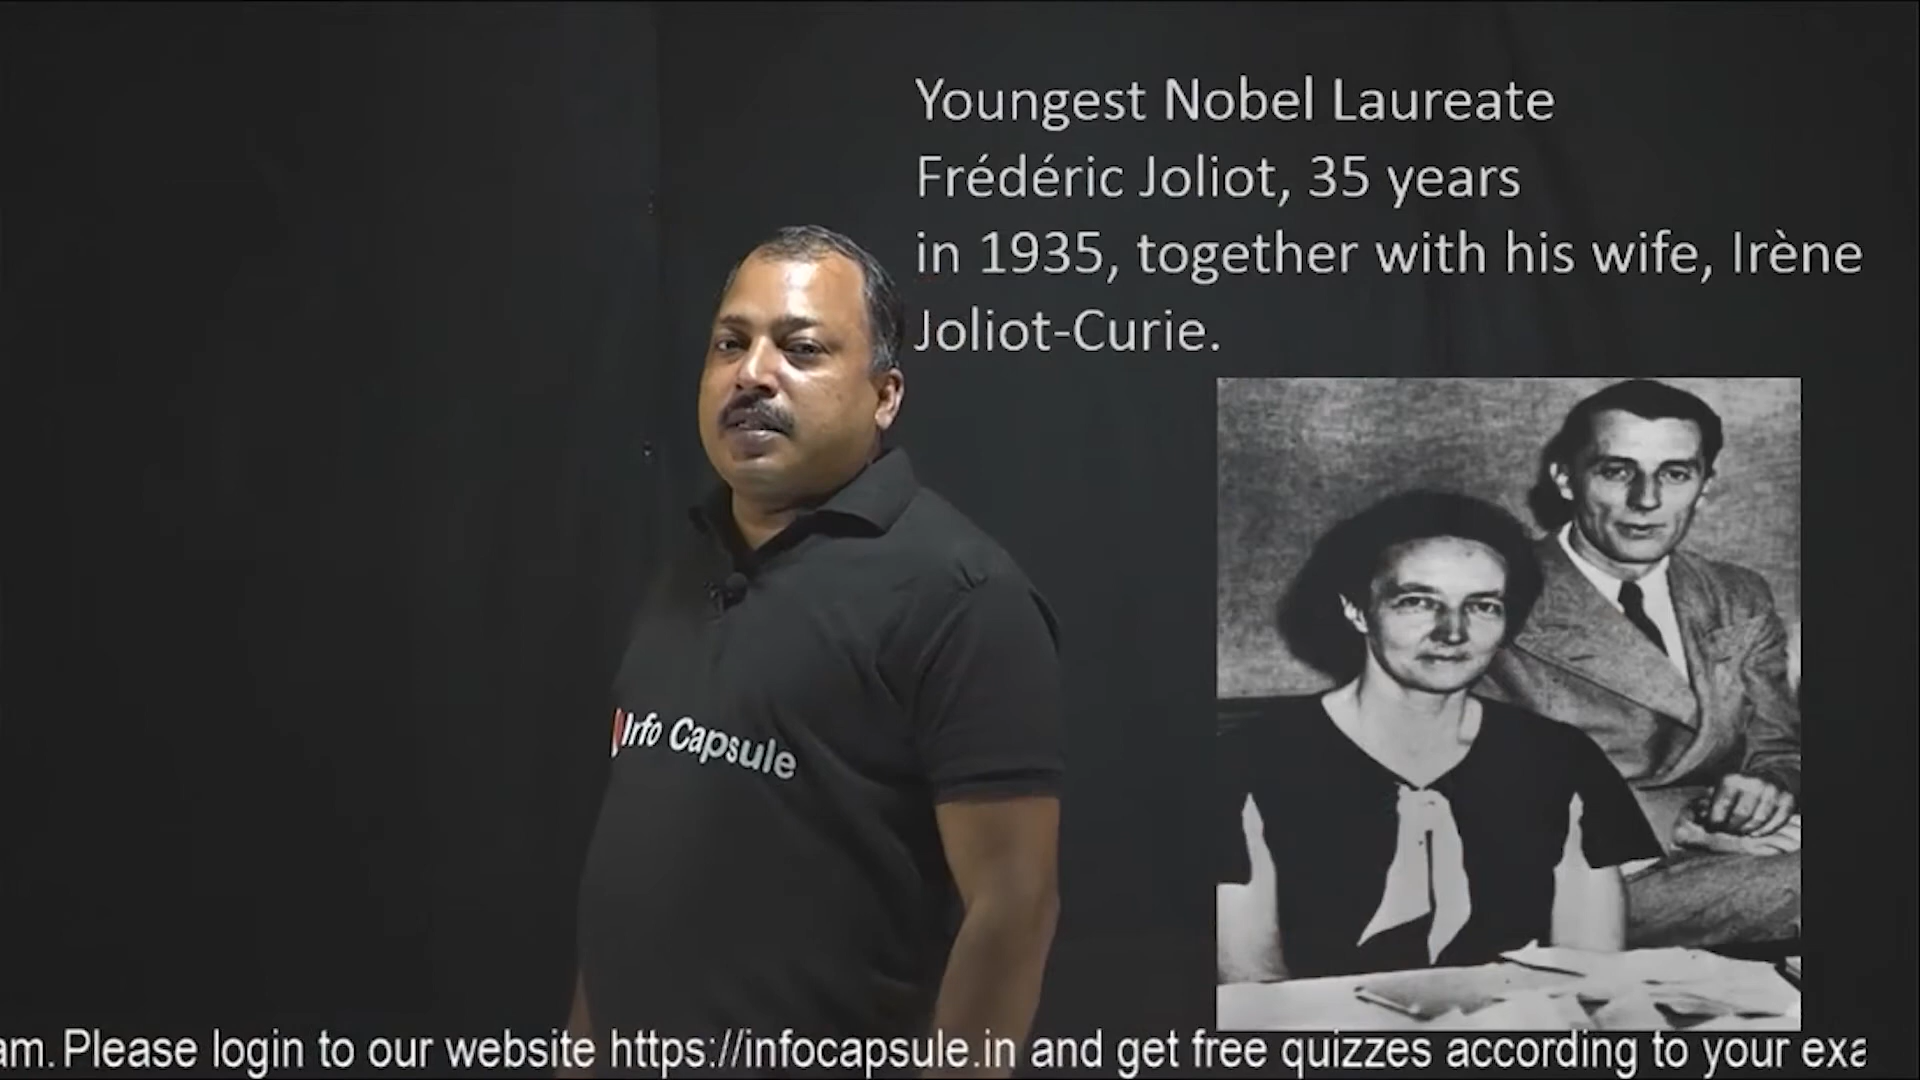 Youngest Nobel Laureate
Frédéric Joliot, 35 years
in 1935, together with his wife, Irène
Joliot-Curie.
Info Capsule
am. Please login to our website https://infocapsule.in and get free quizzes according to your exa